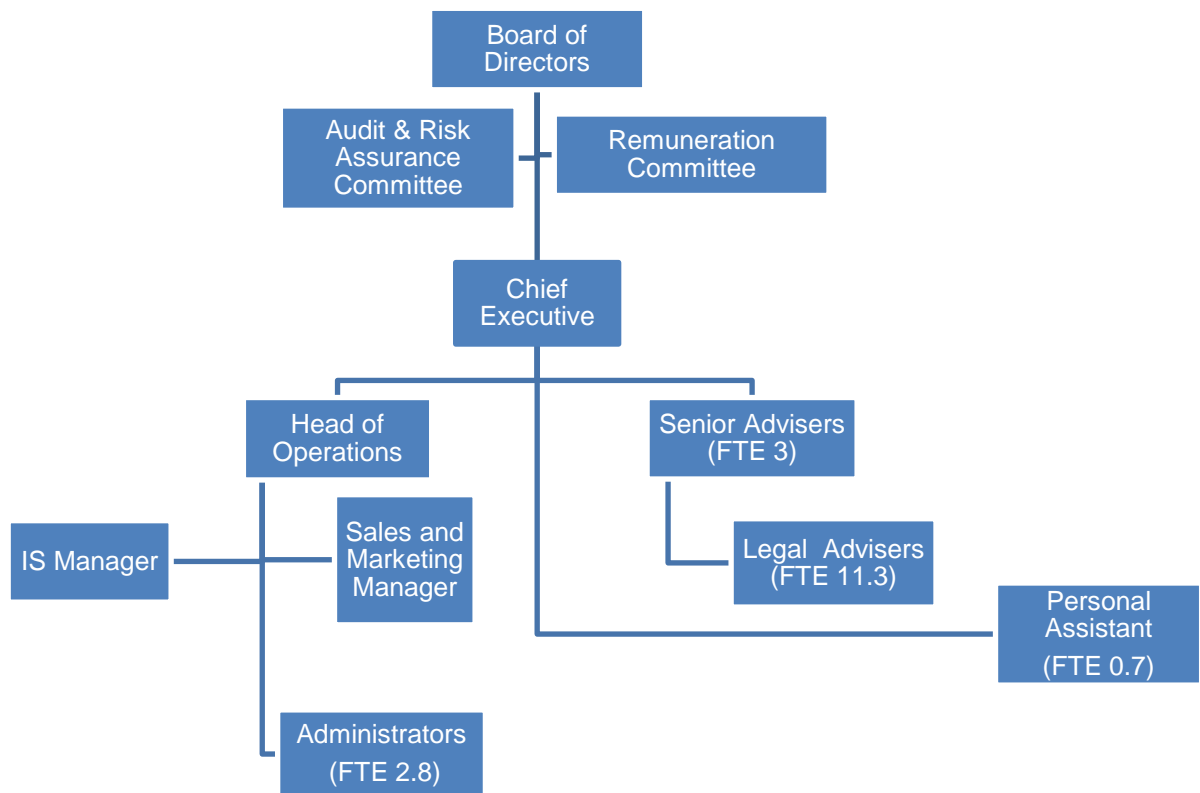 Board of
Directors
Audit & Risk
Assurance
Committee
Remuneration
Committee
Chief
Executive
Head of
Operations
Senior Advisers
(FTE 3)
IS Manager
Sales and
Marketing
Manager
Legal Advisers
(FTE 11.3)
Personal
Assistant
(FTE 0.7)
Administrators
(FTE 2.8)